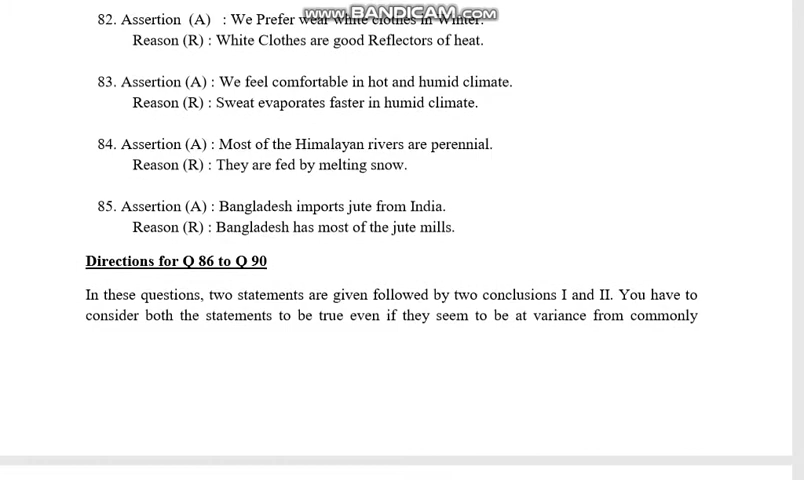 www.BANDICAM.com
82. Assertion (A) : We Prefer wear white clothes in Winter.
Reason (R) : White Clothes are good Reflectors of heat.
83. Assertion (A) : We feel comfortable in hot and humid climate.
Reason (R) : Sweat evaporates faster in humid climate.
84. Assertion (A) : Most of the Himalayan rivers are perennial.
Reason (R) : They are fed by melting snow.
85. Assertion (A) : Bangladesh imports jute from India.
Reason (R) : Bangladesh has most of the jute mills.
Directions for Q 86 to Q 90
In these questions, two statements are given followed by two conclusions I and II. You have to
consider both the statements to be true even if they seem to be at variance from commonly